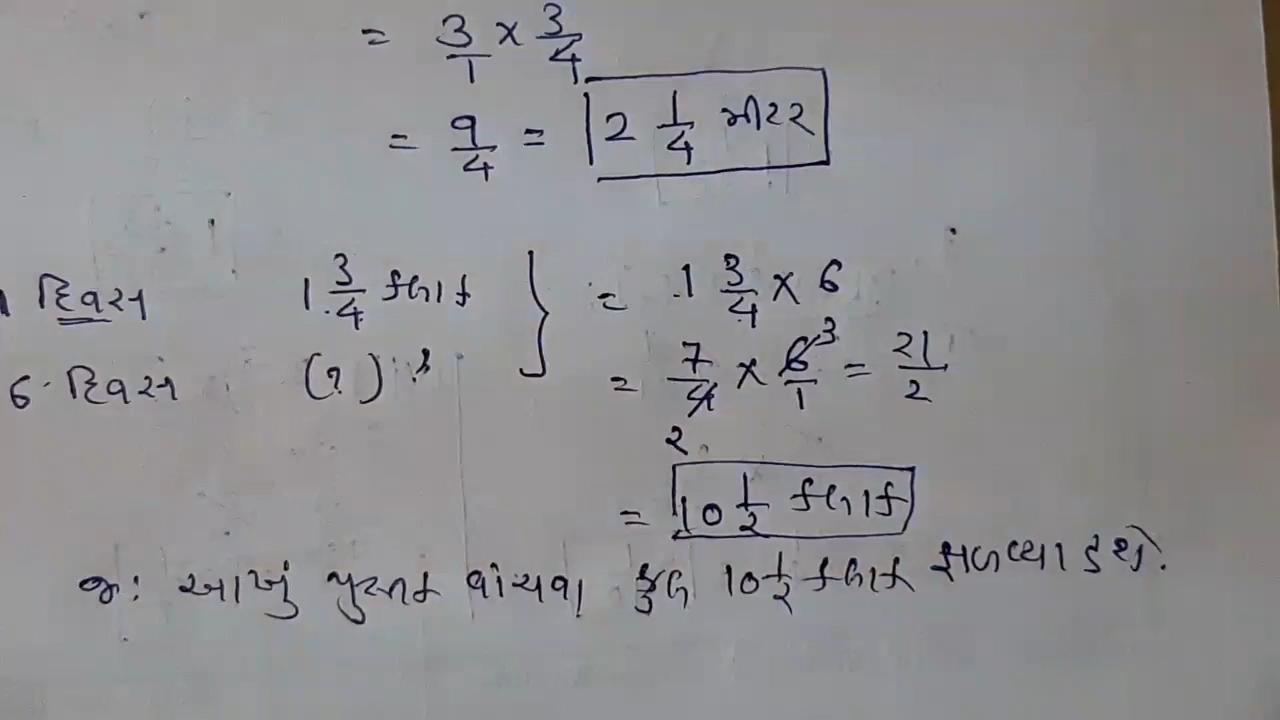 = 3/1 × 3/4
= 9/4 = 2 1/4 મીટર
1 દિવસ 1 3/4 કલાક } = 1 3/4 × 6
6 દિવસ (?) = 7/4 × 6/1 3 = 21/2
2
= 10 1/2 કલાક
જ: આખું પુસ્તક વાંચવા કુલ 10 1/2 કલાક હશે.